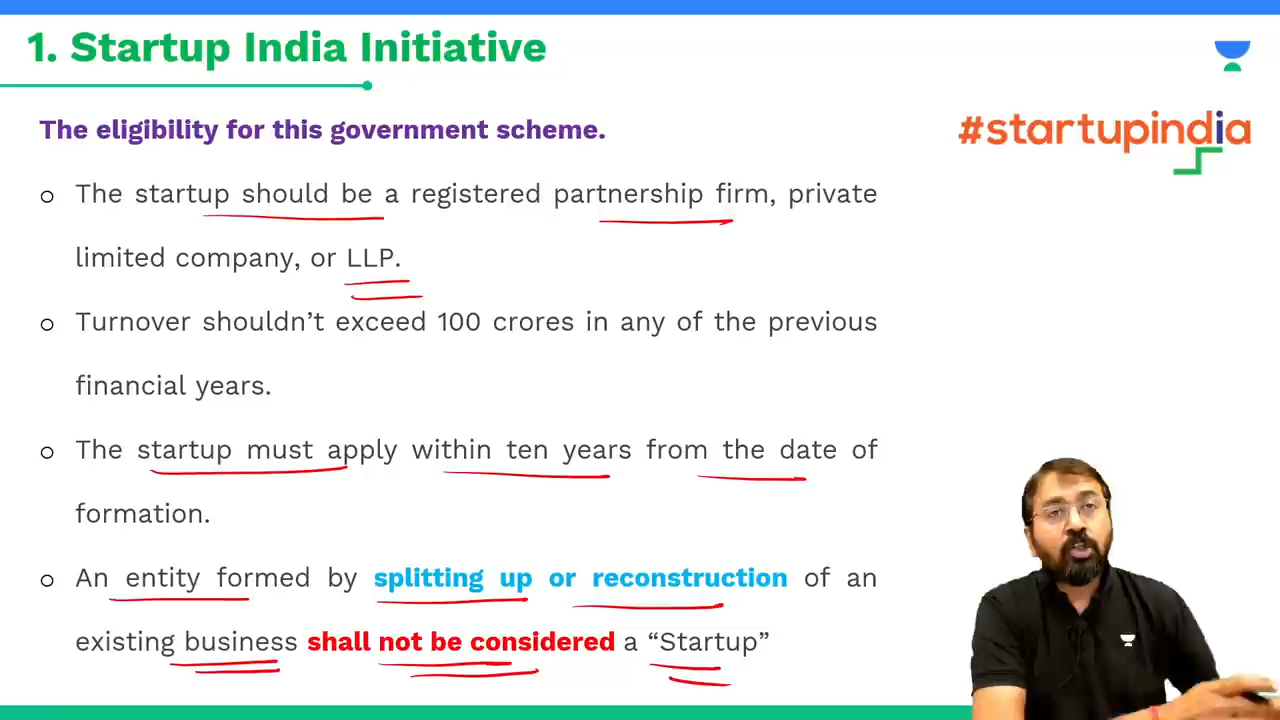 1. Startup India Initiative
#startupindia
The eligibility for this government scheme.
o The startup should be a registered partnership firm, private
limited company, or LLP.
o Turnover shouldn’t exceed 100 crores in any of the previous
financial years.
o The startup must apply within ten years from the date of
formation.
o An entity formed by splitting up or reconstruction of an
existing business shall not be considered a “Startup”